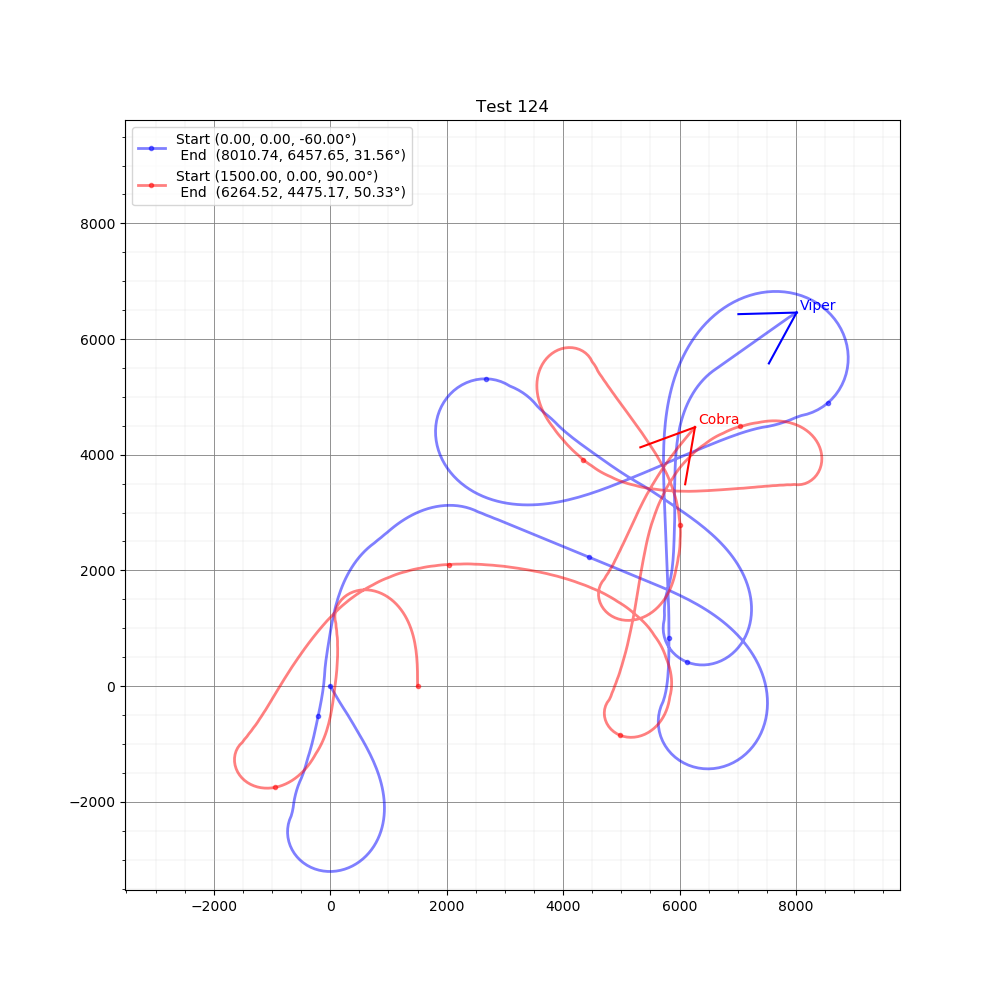 Test 124
Start (0.00, 0.00, -60.00°)
End (8010.74, 6457.65, 31.56°)
Start (1500.00, 0.00, 90.00°)
End (6264.52, 4475.17, 50.33°)
8000
6000
4000
2000
0
−2000
Viper
Cobra
−2000
0
2000
4000
6000
8000